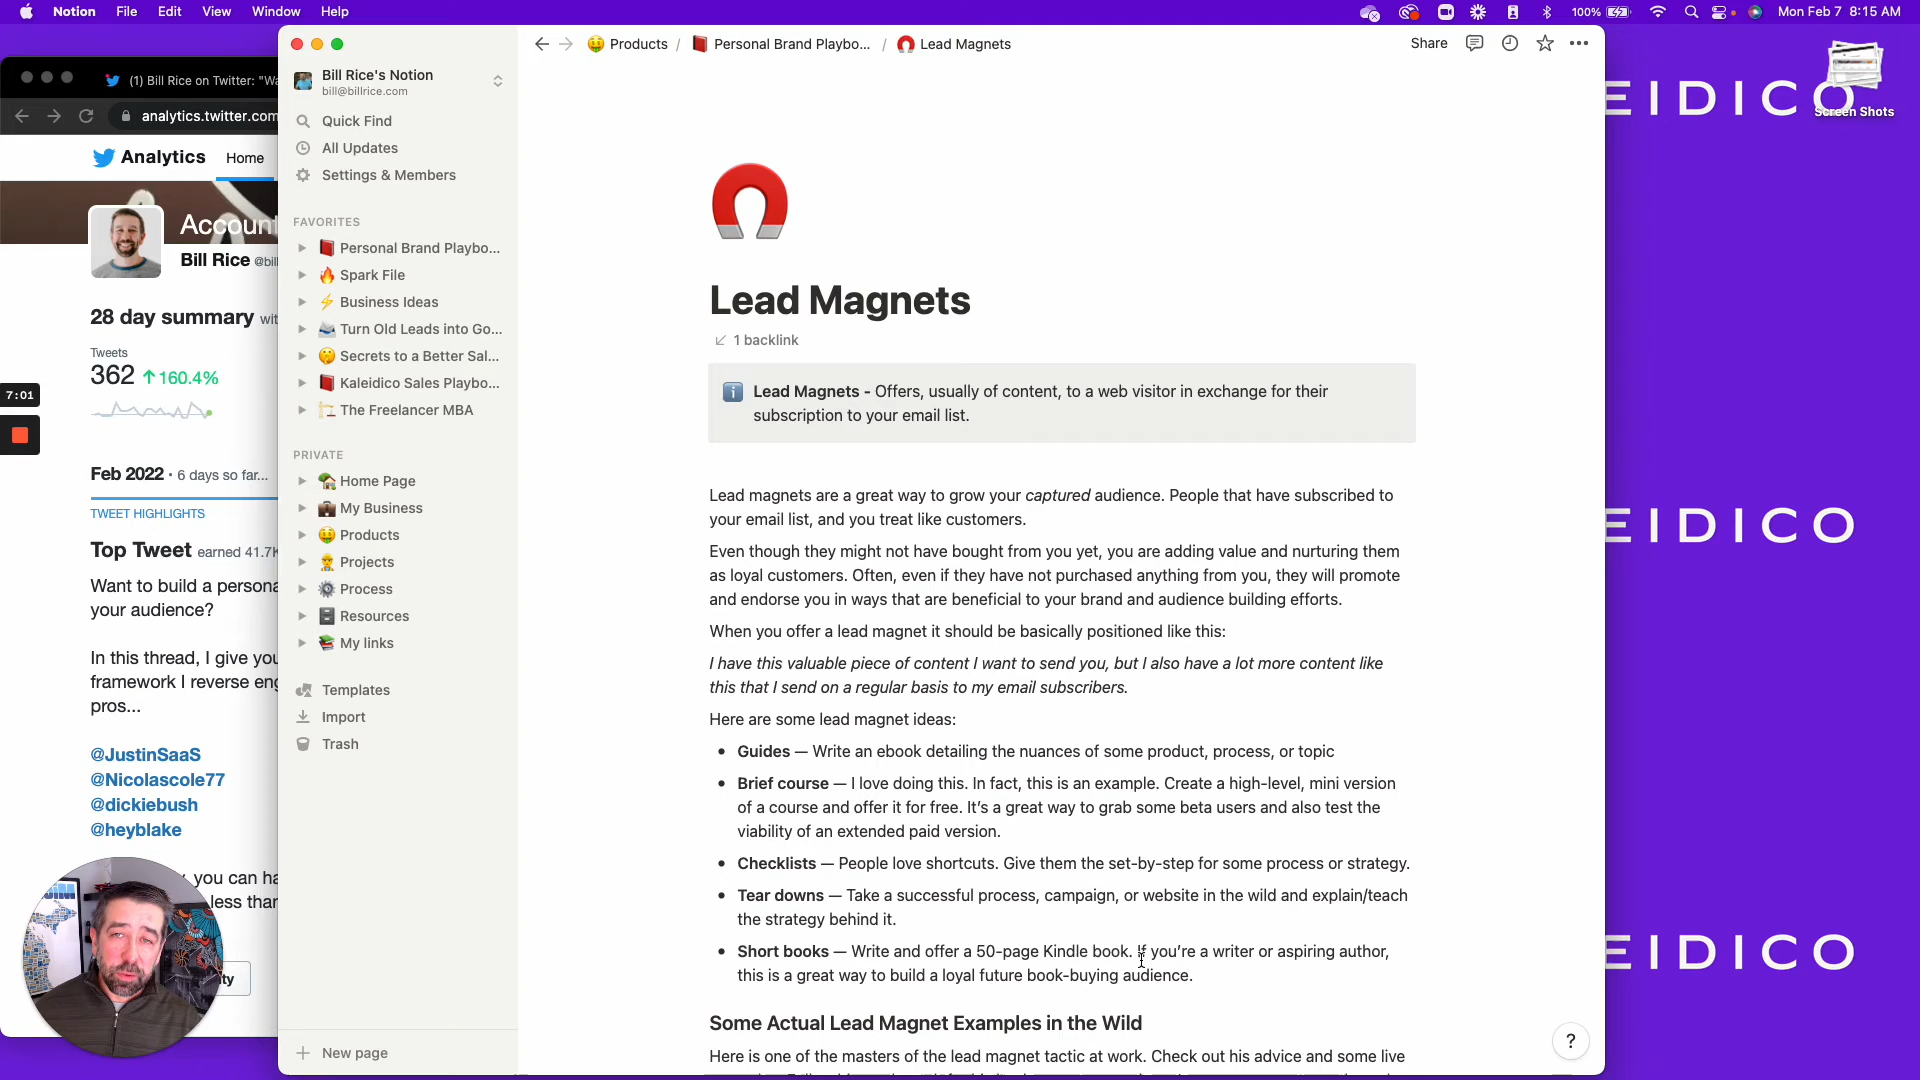 Notion File Edit View Window Help
100% Mon Feb 7 8:15 AM
(1) Bill Rice on Twitter: "Wa
analytics.twitter.com
Analytics Home
Account
Bill Rice @bil
28 day summary wit
Tweets
362 160.4%
7:01
Feb 2022 • 6 days so far...
TWEET HIGHLIGHTS
Top Tweet earned 41.7K
Want to build a persona
your audience?
In this thread, I give you
framework I reverse eng
pros...
@JustinSaaS
@Nicolascole77
@dickiebush
@heyblake
, you can ha
less than
ty
Bill Rice's Notion
bill@billrice.com
Quick Find
All Updates
Settings & Members
FAVORITES
Personal Brand Playbo...
Spark File
Business Ideas
Turn Old Leads into Go...
Secrets to a Better Sal...
Kaleidico Sales Playbo...
The Freelancer MBA
PRIVATE
Home Page
My Business
Products
Projects
Process
Resources
My links
Templates
Import
Trash
New page
Products / Personal Brand Playbo... / Lead Magnets
Share
Lead Magnets
1 backlink
Lead Magnets - Offers, usually of content, to a web visitor in exchange for their
subscription to your email list.
Lead magnets are a great way to grow your captured audience. People that have subscribed to
your email list, and you treat like customers.
Even though they might not have bought from you yet, you are adding value and nurturing them
as loyal customers. Often, even if they have not purchased anything from you, they will promote
and endorse you in ways that are beneficial to your brand and audience building efforts.
When you offer a lead magnet it should be basically positioned like this:
I have this valuable piece of content I want to send you, but I also have a lot more content like
this that I send on a regular basis to my email subscribers.
Here are some lead magnet ideas:
• Guides — Write an ebook detailing the nuances of some product, process, or topic
• Brief course — I love doing this. In fact, this is an example. Create a high-level, mini version
of a course and offer it for free. It's a great way to grab some beta users and also test the
viability of an extended paid version.
• Checklists — People love shortcuts. Give them the set-by-step for some process or strategy.
• Tear downs — Take a successful process, campaign, or website in the wild and explain/teach
the strategy behind it.
• Short books — Write and offer a 50-page Kindle book. If you're a writer or aspiring author,
this is a great way to build a loyal future book-buying audience.
Some Actual Lead Magnet Examples in the Wild
Here is one of the masters of the lead magnet tactic at work. Check out his advice and some live
?
EIDICO
Screen Shots
EIDICO
EIDICO